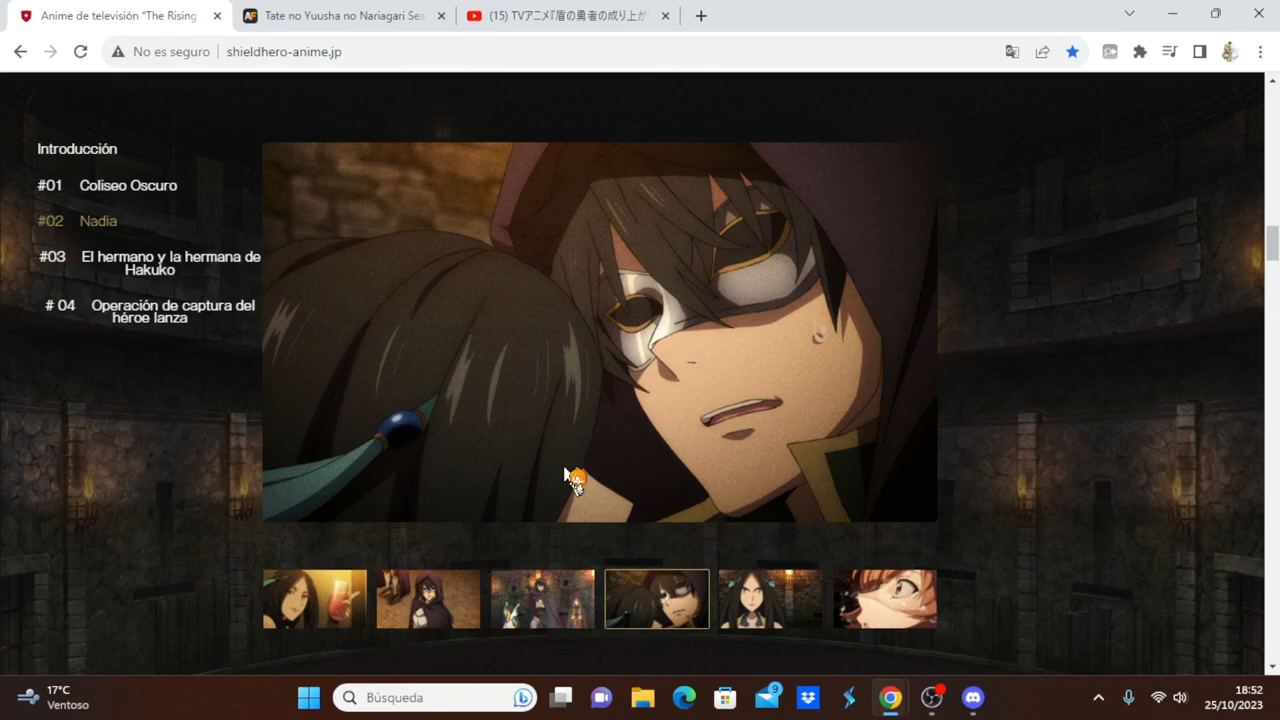 Anime de televisión “The Rising
Tate no Yuusha no Nariagari Sea
(15) TVアニメ『盾の勇者の成り上が
No es seguro
shieldhero-anime.jp
Introducción
#01 Coliseo Oscuro
#02 Nadia
#03 El hermano y la hermana de
Hakuko
# 04 Operación de captura del
héroe lanza
17°C
Ventoso
Búsqueda
9
18:52
25/10/2023